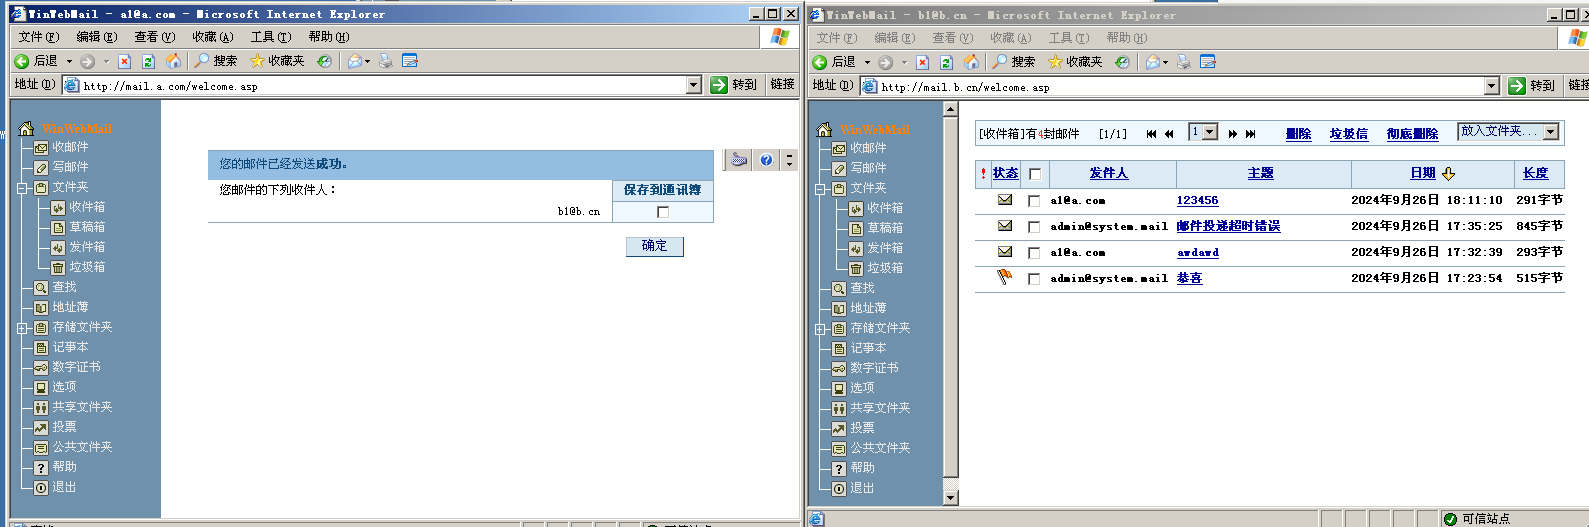 WinWebMail - a1@a.com - Microsoft Internet Explorer
文件(F) 编辑(E) 查看(V) 收藏(A) 工具(T) 帮助(H)
后退 搜索 收藏夹
地址(D) http://mail.a.com/welcome.asp 转到 链接
WinWebMail
收邮件
写邮件
文件夹
收件箱
草稿箱
发件箱
垃圾箱
查找
地址薄
存储文件夹
记事本
数字证书
选项
共享文件夹
投票
公共文件夹
帮助
退出
您的邮件已经发送成功。
您邮件的下列收件人： 保存到通讯簿
b1@b.cn
确定
可信站点
WinWebMail - b1@b.cn - Microsoft Internet Explorer
文件(F) 编辑(E) 查看(V) 收藏(A) 工具(T) 帮助(H)
后退 搜索 收藏夹
地址(D) http://mail.b.cn/welcome.asp 转到 链接
WinWebMail
收邮件
写邮件
文件夹
收件箱
草稿箱
发件箱
垃圾箱
查找
地址薄
存储文件夹
记事本
数字证书
选项
共享文件夹
投票
公共文件夹
帮助
退出
[收件箱]有4封邮件 [1/1] 1 删除 垃圾信 彻底删除 放入文件夹...
! 状态 发件人 主题 日期 长度
a1@a.com 123456 2024年9月26日 18:11:10 291字节
admin@system.mail 邮件投递超时错误 2024年9月26日 17:35:25 845字节
a1@a.com awdawd 2024年9月26日 17:32:39 293字节
admin@system.mail 恭喜 2024年9月26日 17:23:54 515字节
可信站点